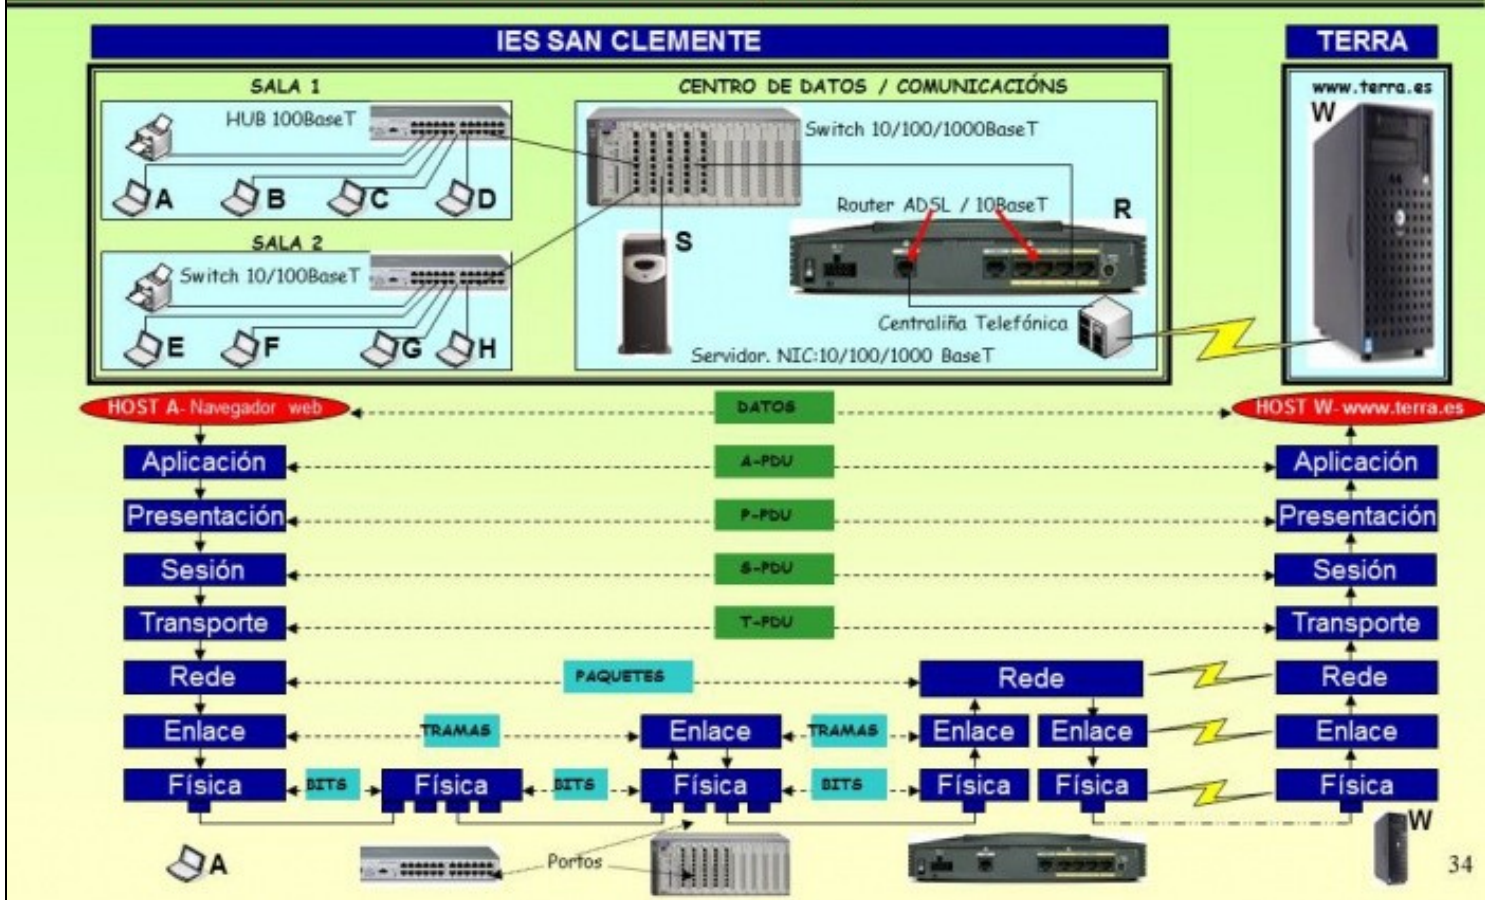 IES SAN CLEMENTE
TERRA
SALA 1
HUB 100BaseT
A
B
C
D
SALA 2
Switch 10/100BaseT
E
F
G
H
CENTRO DE DATOS / COMUNICACIÓNS
Switch 10/100/1000BaseT
Router ADSL / 10BaseT
R
S
Centraliña Telefónica
Servidor. NIC:10/100/1000 BaseT
www.terra.es
W
HOST A- Navegador web
DATOS
HOST W-www.terra.es
Aplicación
A-PDU
Aplicación
Presentación
P-PDU
Presentación
Sesión
S-PDU
Sesión
Transporte
T-PDU
Transporte
Rede
PAQUETES
Rede
Rede
Enlace
TRAMAS
Enlace
TRAMAS
Enlace
Enlace
Enlace
Física
BITS
Física
BITS
Física
BITS
Física
Física
Física
A
Portos
W
34